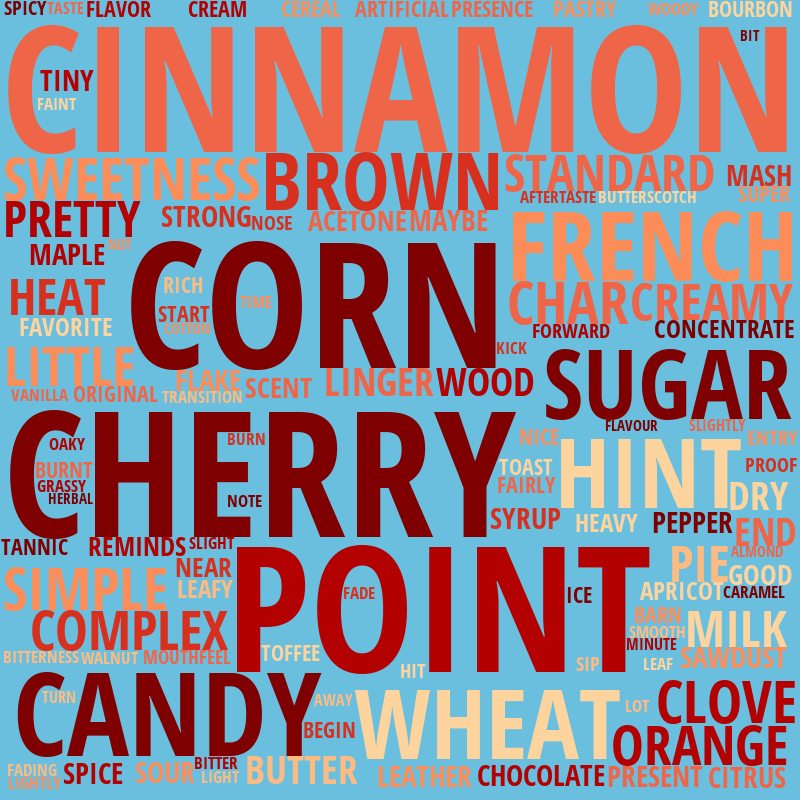 SPICY TASTE FLAVOR CREAM CEREAL ARTIFICIAL PRESENCE PASTRY WOODY BOURBON
CINNAMON
BIT
TINY
FAINT
SWEETNESS BROWN STANDARD MASH
AFTERTASTE BUTTERSCOTCH SUPER
PRETTY STRONG NOSE ACETONE MAYBE FRENCH
MAPLE NUT
CORN
HEAT RICH CHAR CREAMY
START TIME
FAVORITE COTTON FORWARD CONCENTRATE
LITTLE KICK SUGAR
FLAKE SCENT LINGER WOOD
VANILLA ORIGINAL TRANSITION
CHERRY
OAKY BURN NICE FLAVOUR SLIGHTLY ENTRY
BURNT TOAST HINT PROOF
GRASSY FAIRLY
HERBAL NOTE DRY
SYRUP HEAVY PEPPER END
TANNIC REMINDS SLIGHT ALMOND
POINT
SIMPLE NEAR PIE GOOD
LEAFY FADE ICE APRICOT CARAMEL
COMPLEX BARN MILK
SMOOTH
TOFFEE MINUTE
BITTERNESS WALNUT MOUTHFEEL HIT SIP LEAF SAWDUST
CANDY
TURN AWAY WHEAT LOT CLOVE
BEGIN ORANGE
FADING SPICE SOUR BITTER BUTTER LEATHER CHOCOLATE PRESENT CITRUS
LIGHTLY LIGHT